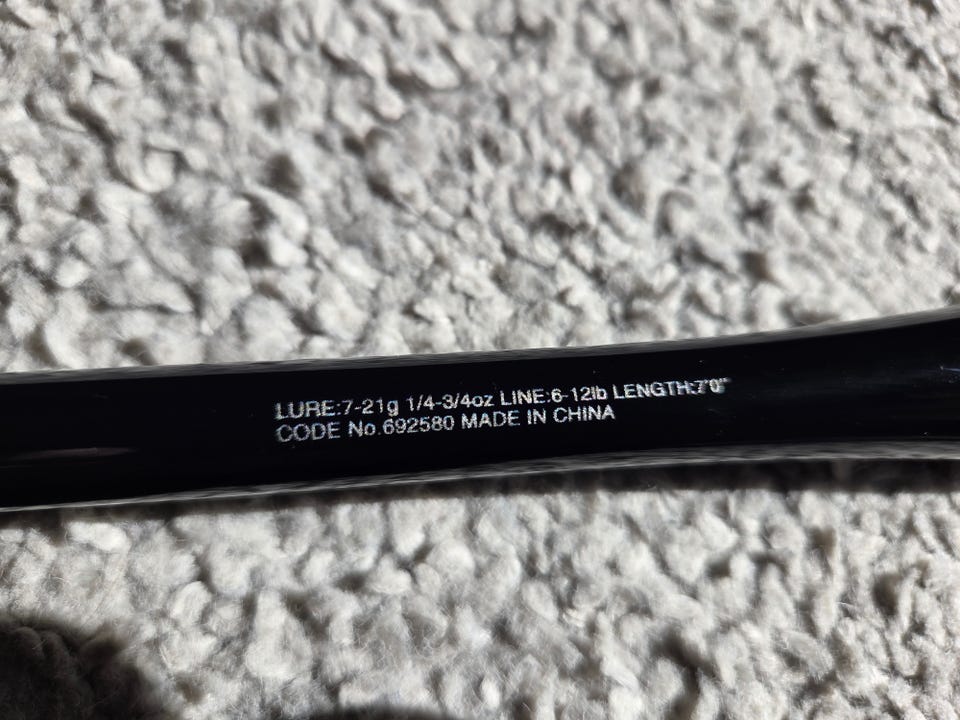 LURE:7-21g 1/4-3/4oz LINE:6-12lb LENGTH:7'0"
CODE No.692580 MADE IN CHINA